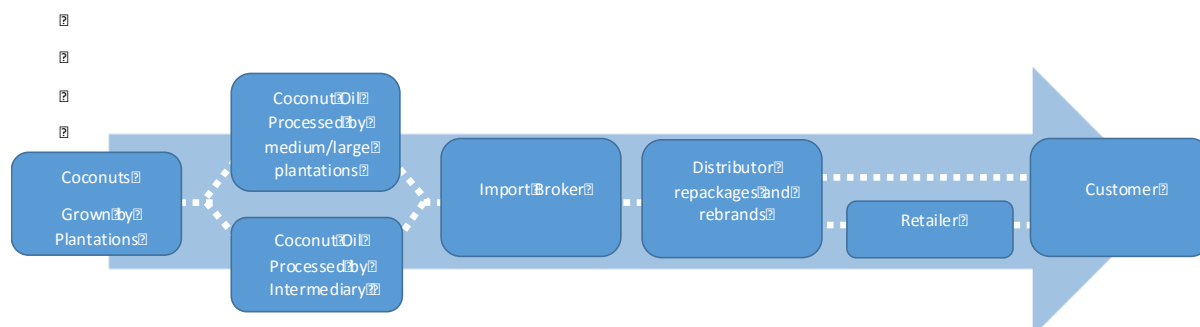 Coconuts
Grown by
Plantations
Coconut Oil
Processed by
medium/large
plantations
Coconut Oil
Processed by
Intermediary
Import Broker
Distributor
repackages and
rebrands
Retailer
Customer